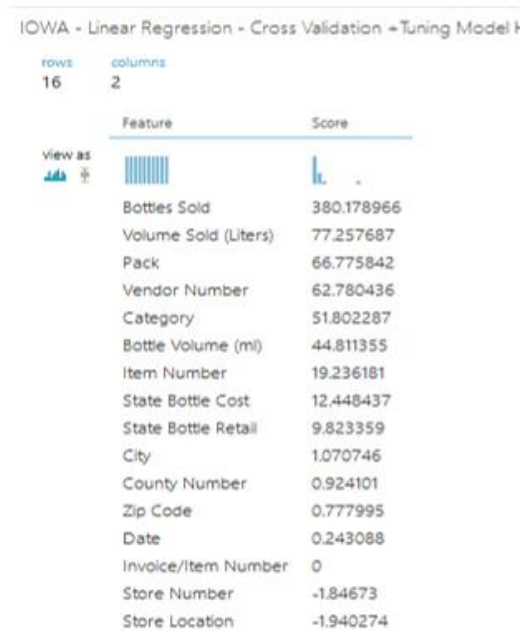 IOWA - Linear Regression - Cross Validation +Tuning Model
rows columns
16 2
Feature Score
view as
Bottles Sold 380.178966
Volume Sold (Liters) 77.257687
Pack 66.775842
Vendor Number 62.780436
Category 51.802287
Bottle Volume (ml) 44.811355
Item Number 19.236181
State Bottle Cost 12.448437
State Bottle Retail 9.823359
City 1.070746
County Number 0.924101
Zip Code 0.777995
Date 0.243088
Invoice/Item Number 0
Store Number -1.84673
Store Location -1.940274